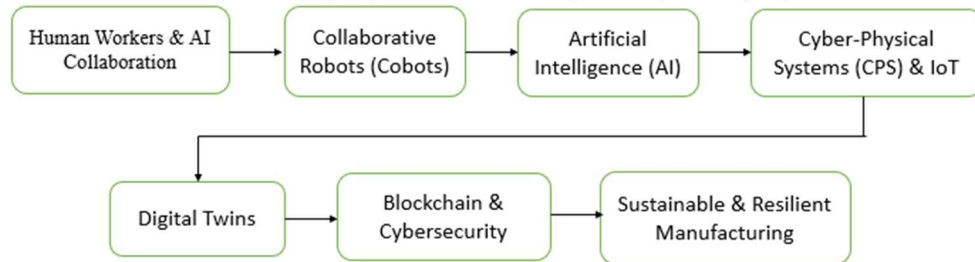 Human Workers & AI
Collaboration
Collaborative
Robots (Cobots)
Artificial
Intelligence (AI)
Cyber-Physical
Systems (CPS) & IoT
Digital Twins
Blockchain &
Cybersecurity
Sustainable & Resilient
Manufacturing